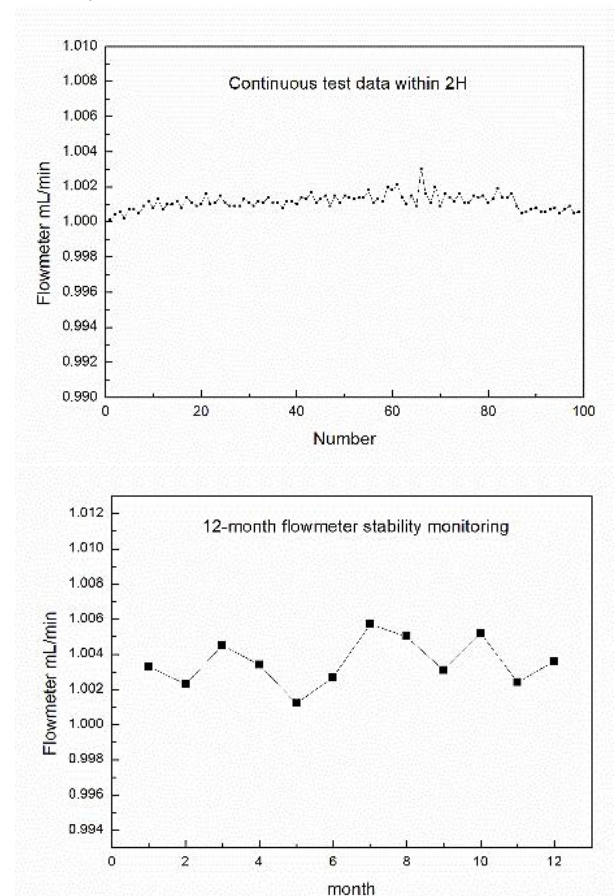 1.010
Continuous test data within 2H
1.008
1.006
1.004
1.002
1.000
0.998
0.996
0.994
0.992
0.990
Flowmeter mL/min
0 20 40 60 80 100
Number
12-month flowmeter stability monitoring
1.012
1.010
1.008
1.006
1.004
1.002
1.000
0.998
0.996
0.994
Flowmeter mL/min
0 2 4 6 8 10 12
month